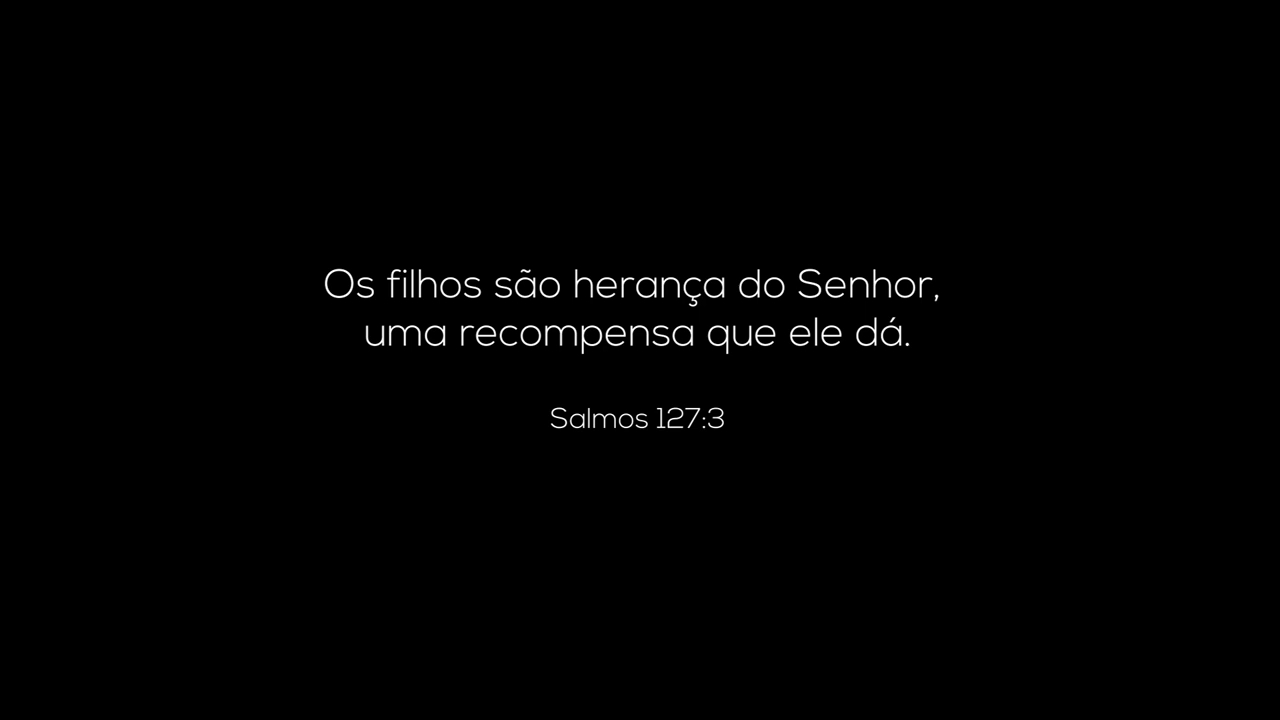 Os filhos são herança do Senhor,
uma recompensa que ele dá.
Salmos 127:3